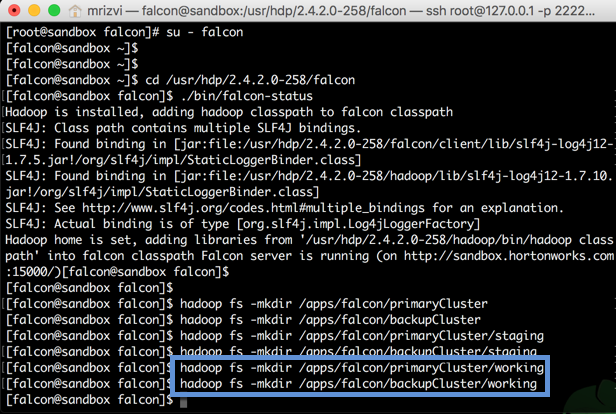 mrizvi — falcon@sandbox:/usr/hdp/2.4.2.0-258/falcon — ssh root@127.0.0.1 -p 2222...
[root@sandbox falcon]# su - falcon
[falcon@sandbox ~]$
[falcon@sandbox ~]$
[falcon@sandbox ~]$ cd /usr/hdp/2.4.2.0-258/falcon
[falcon@sandbox falcon]$ ./bin/falcon-status
Hadoop is installed, adding hadoop classpath to falcon classpath
SLF4J: Class path contains multiple SLF4J bindings.
SLF4J: Found binding in [jar:file:/usr/hdp/2.4.2.0-258/falcon/client/lib/slf4j-log4j12-
1.7.5.jar!/org/slf4j/impl/StaticLoggerBinder.class]
SLF4J: Found binding in [jar:file:/usr/hdp/2.4.2.0-258/hadoop/lib/slf4j-log4j12-1.7.10.
jar!/org/slf4j/impl/StaticLoggerBinder.class]
SLF4J: See http://www.slf4j.org/codes.html#multiple_bindings for an explanation.
SLF4J: Actual binding is of type [org.slf4j.impl.Log4jLoggerFactory]
Hadoop home is set, adding libraries from '/usr/hdp/2.4.2.0-258/hadoop/bin/hadoop class
path' into falcon classpath Falcon server is running (on http://sandbox.hortonworks.com
:15000/)[falcon@sandbox falcon]$
[falcon@sandbox falcon]$
[falcon@sandbox falcon]$ hadoop fs -mkdir /apps/falcon/primaryCluster
[falcon@sandbox falcon]$ hadoop fs -mkdir /apps/falcon/backupCluster
[falcon@sandbox falcon]$ hadoop fs -mkdir /apps/falcon/primaryCluster/staging
[falcon@sandbox falcon]$ hadoop fs -mkdir /apps/falcon/backupCluster/staging
[falcon@sandbox falcon]$ hadoop fs -mkdir /apps/falcon/primaryCluster/working
[falcon@sandbox falcon]$ hadoop fs -mkdir /apps/falcon/backupCluster/working
[falcon@sandbox falcon]$